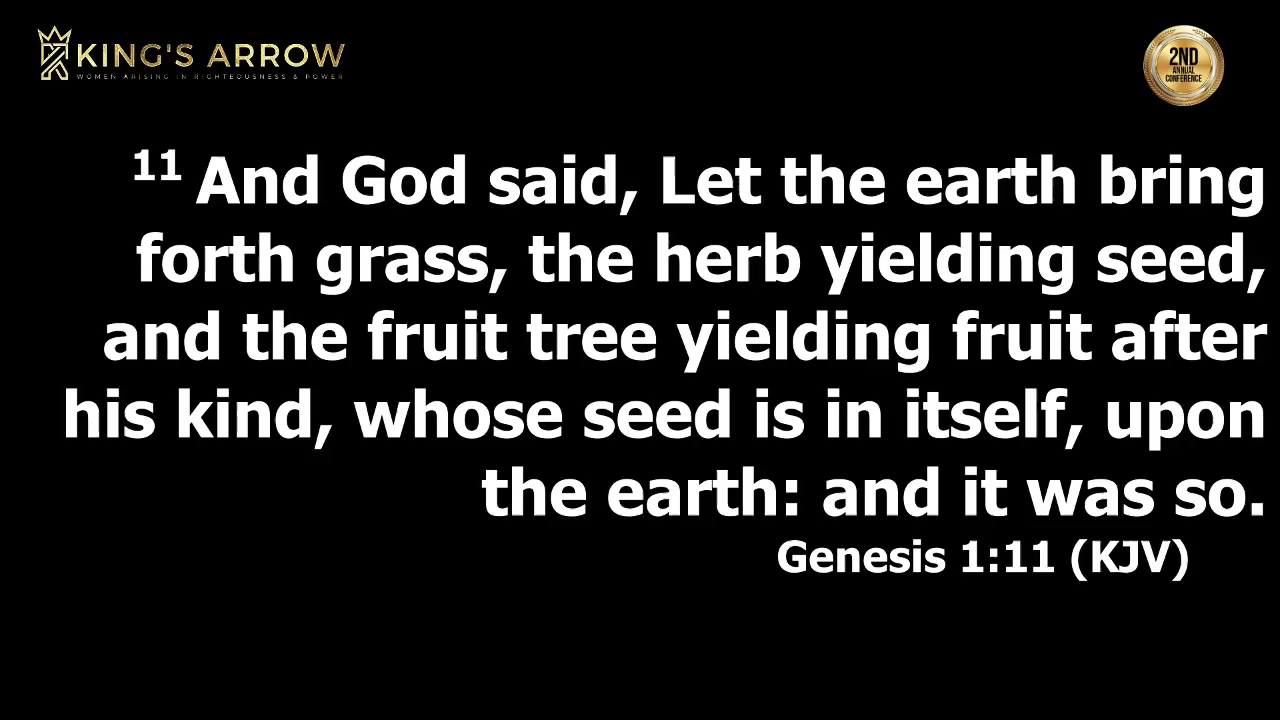 KING'S ARROW
WOMEN ARISING IN RIGHTEOUSNESS & POWER
2ND
ANNUAL
CONFERENCE
11 And God said, Let the earth bring
forth grass, the herb yielding seed,
and the fruit tree yielding fruit after
his kind, whose seed is in itself, upon
the earth: and it was so.
Genesis 1:11 (KJV)